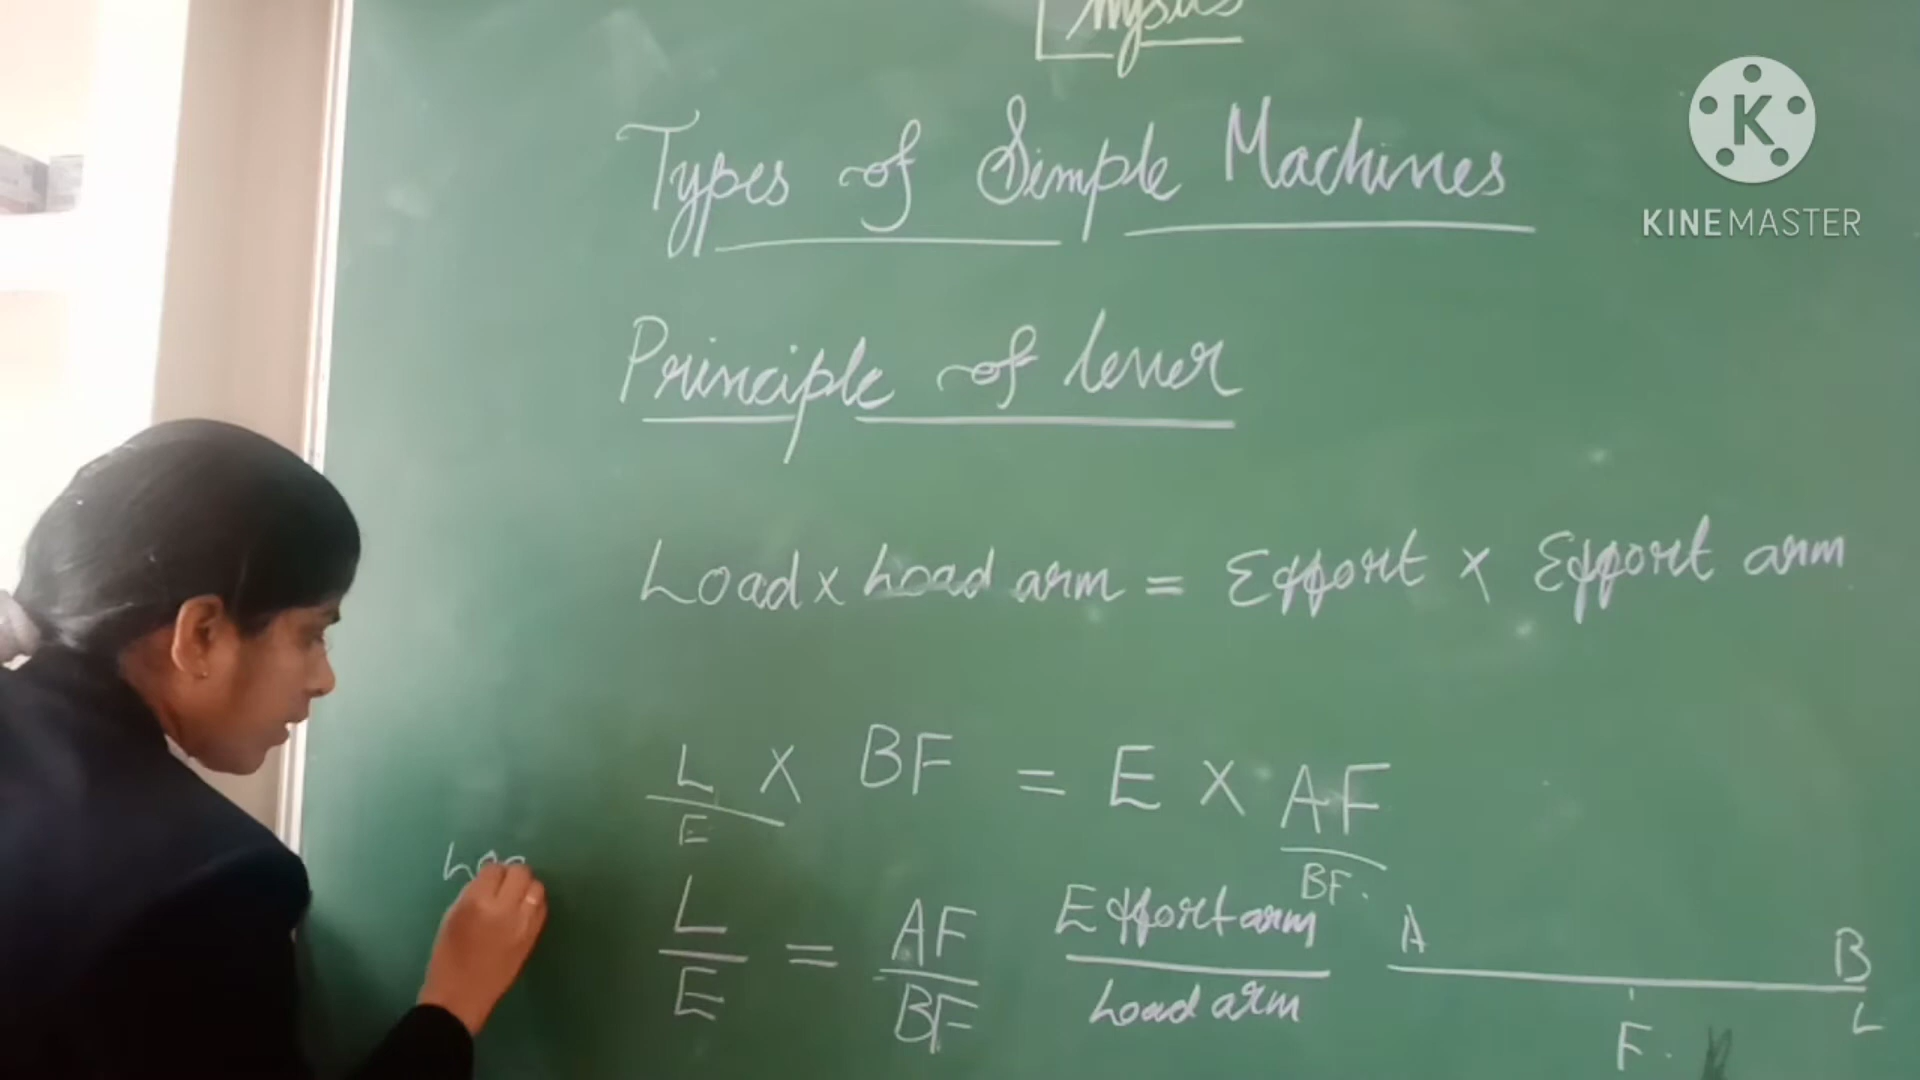 Physics
K
KINEMASTER
Types of Simple Machines
Principle of lever
Load x Load arm = Effort x Effort arm
L/E x BF = E x AF/BF.
L/E = AF/BF Effort arm/Load arm
A B
F. L